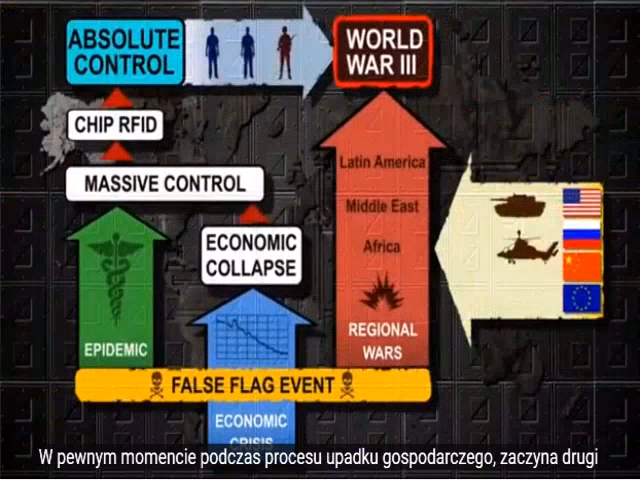 ABSOLUTE
CONTROL
WORLD
WAR III
CHIP RFID
MASSIVE CONTROL
Latin America
Middle East
Africa
ECONOMIC
COLLAPSE
REGIONAL
WARS
EPIDEMIC
FALSE FLAG EVENT
ECONOMIC
CRISIS
W pewnym momencie podczas procesu upadku gospodarczego, zaczyna drugi